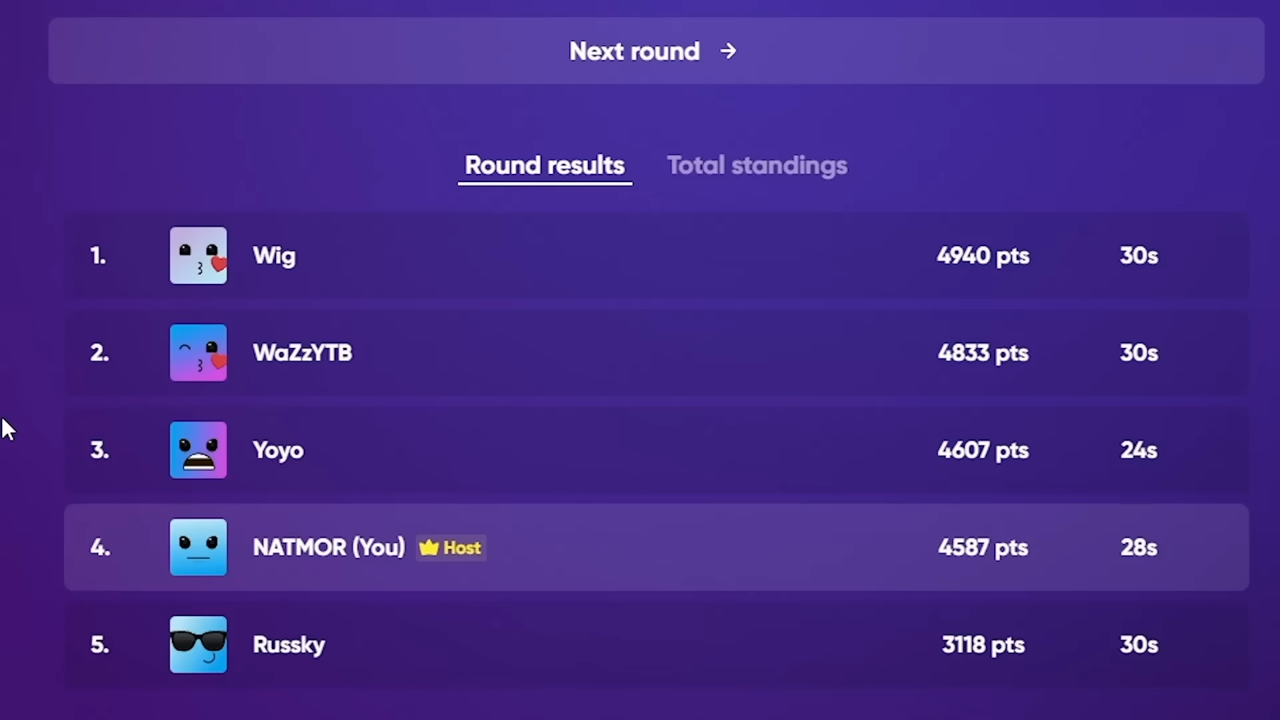 Next round →
Round results Total standings
1. Wig 4940 pts 30s
2. WaZzYTB 4833 pts 30s
3. Yoyo 4607 pts 24s
4. NATMOR (You) Host 4587 pts 28s
5. Russky 3118 pts 30s